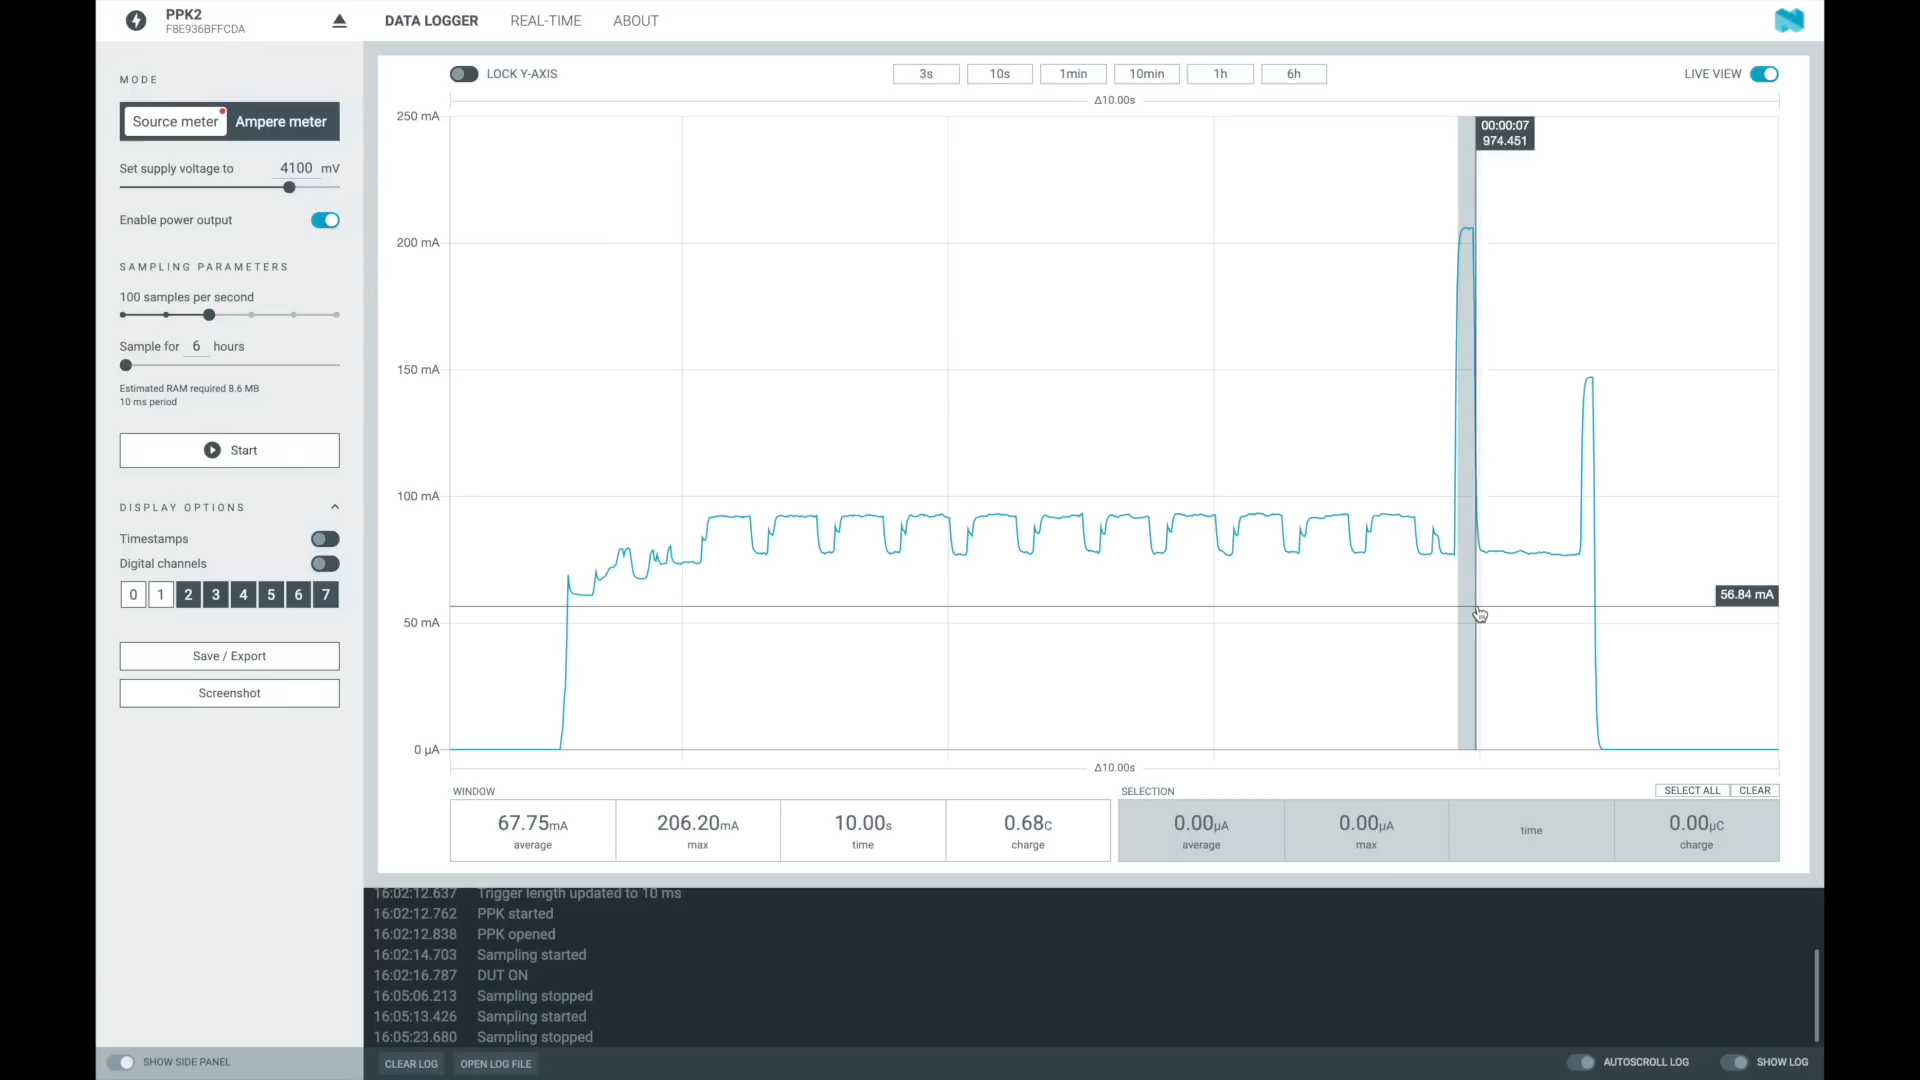 PPK2
F8E936BFFCDA
DATA LOGGER REAL-TIME ABOUT
MODE
Source meter Ampere meter
Set supply voltage to 4100 mV
Enable power output
SAMPLING PARAMETERS
100 samples per second
Sample for 6 hours
Estimated RAM required 8.6 MB
10 ms period
Start
DISPLAY OPTIONS
Timestamps
Digital channels
0 1 2 3 4 5 6 7
Save / Export
Screenshot
SHOW SIDE PANEL
LOCK Y-AXIS
3s 10s 1min 10min 1h 6h
LIVE VIEW
Δ10.00s
250 mA
200 mA
150 mA
100 mA
50 mA
0 µA
00:00:07
974.451
56.84 mA
Δ10.00s
WINDOW
67.75mA
average
206.20mA
max
10.00s
time
0.68C
charge
SELECTION
SELECT ALL CLEAR
0.00µA
average
0.00µA
max
time
0.00µC
charge
16:02:12.637 Trigger length updated to 10 ms
16:02:12.762 PPK started
16:02:12.838 PPK opened
16:02:14.703 Sampling started
16:02:16.787 DUT ON
16:05:06.213 Sampling stopped
16:05:13.426 Sampling started
16:05:23.680 Sampling stopped
CLEAR LOG OPEN LOG FILE
AUTOSCROLL LOG SHOW LOG